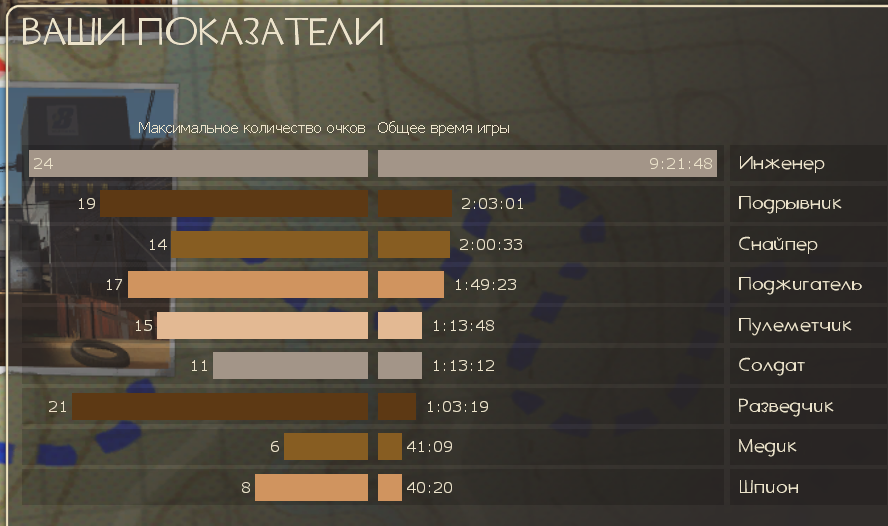 ВАШИ ПОКАЗАТЕЛИ
Максимальное количество очков Общее время игры
24 9:21:48 Инженер
19 2:03:01 Подрывник
14 2:00:33 Снайпер
17 1:49:23 Поджигатель
15 1:13:48 Пулеметчик
11 1:13:12 Солдат
21 1:03:19 Разведчик
6 41:09 Медик
8 40:20 Шпион